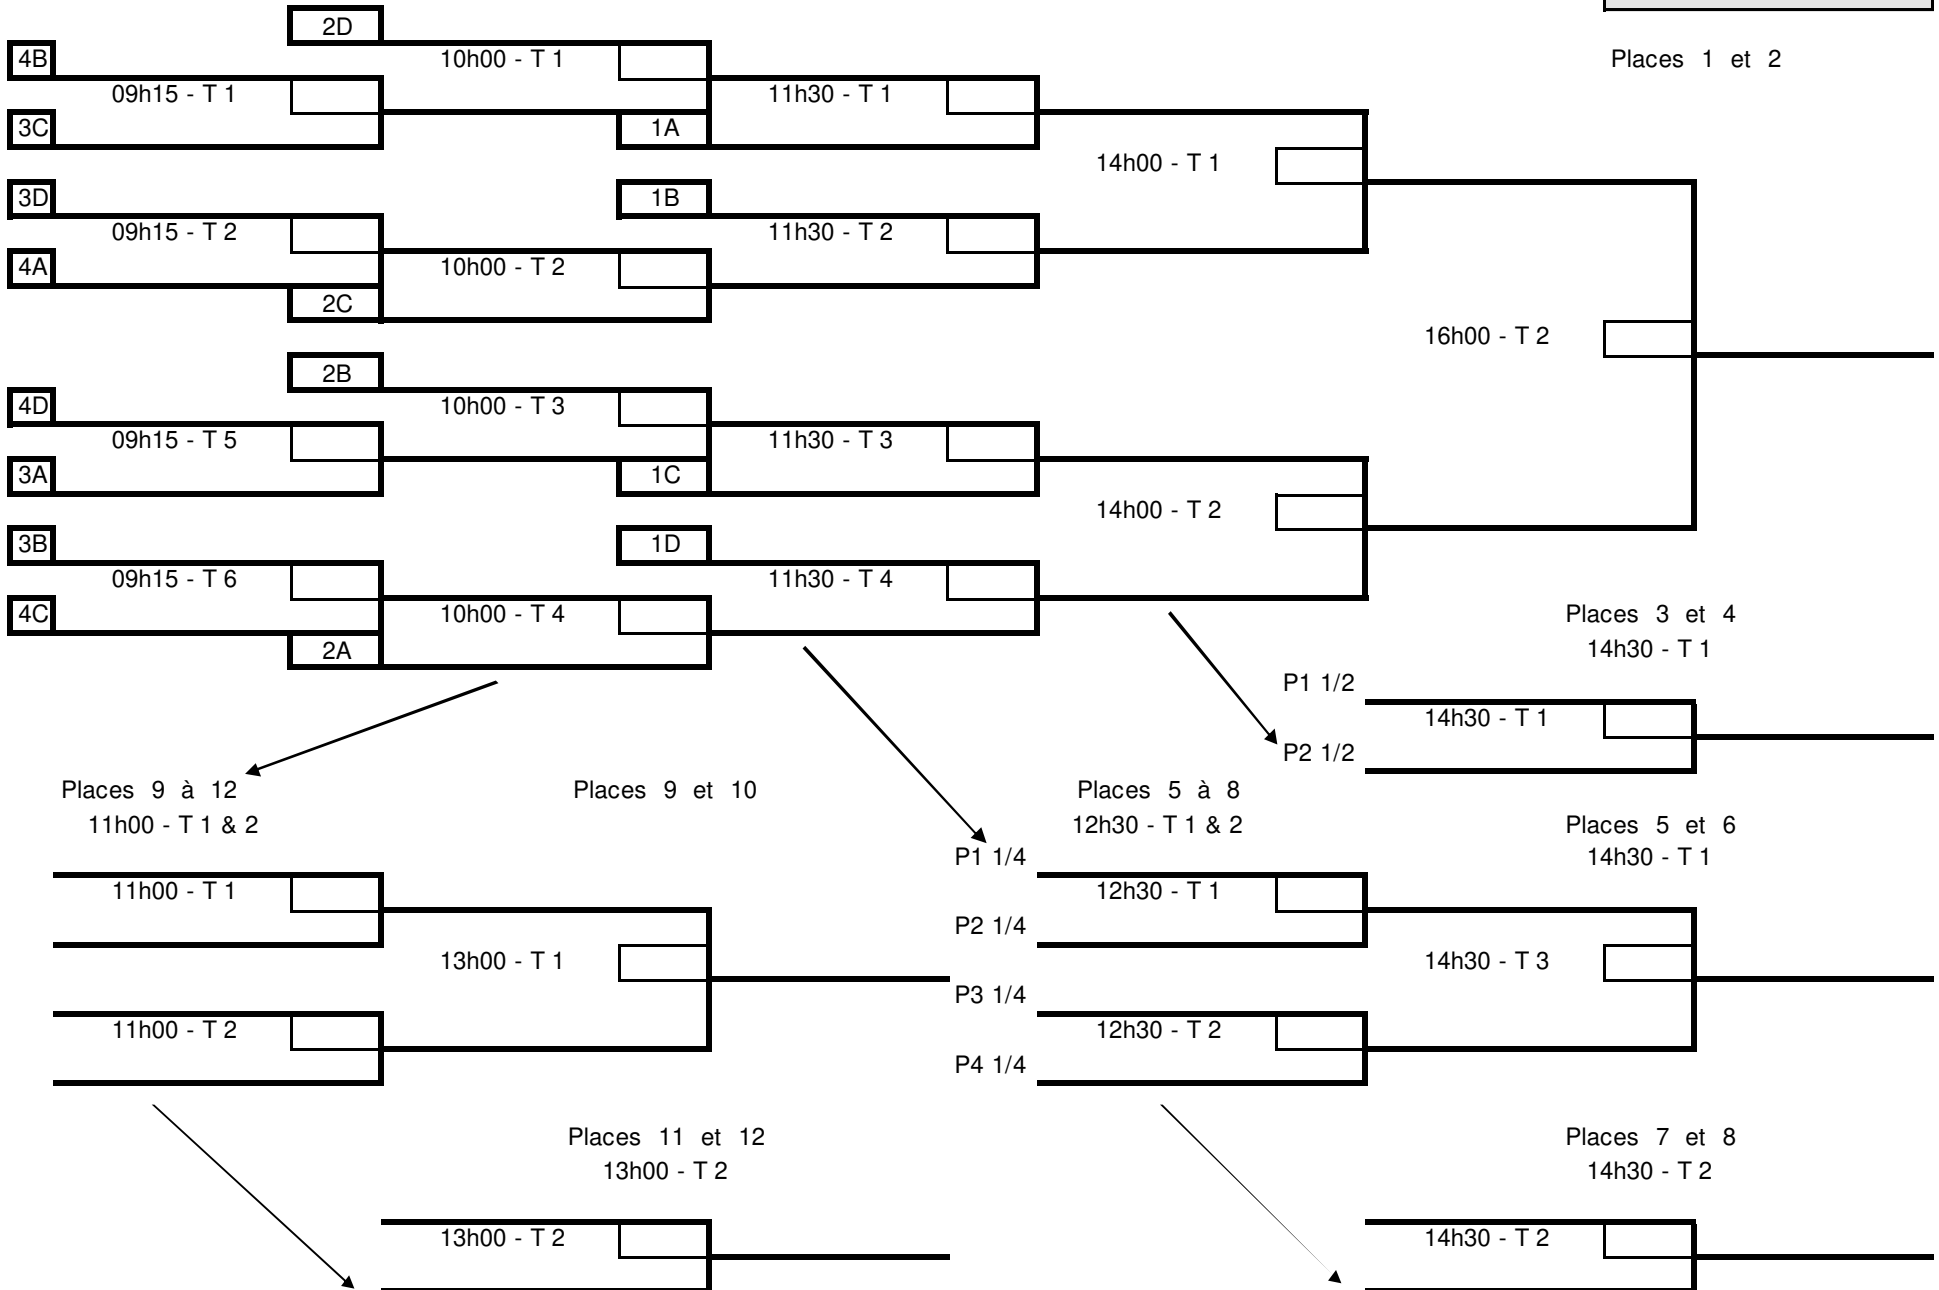 2D
4B
10h00 - T 1
Places 1 et 2
09h15 - T 1
11h30 - T 1
3C
1A
14h00 - T 1
3D
1B
09h15 - T 2
11h30 - T 2
4A
10h00 - T 2
2C
16h00 - T 2
2B
4D
10h00 - T 3
09h15 - T 5
11h30 - T 3
3A
1C
14h00 - T 2
3B
1D
09h15 - T 6
11h30 - T 4
4C
10h00 - T 4
Places 3 et 4
2A
14h30 - T 1
P1 1/2
14h30 - T 1
P2 1/2
Places 9 à 12
Places 9 et 10
Places 5 à 8
11h00 - T 1 & 2
12h30 - T 1 & 2
Places 5 et 6
P1 1/4
14h30 - T 1
11h00 - T 1
12h30 - T 1
P2 1/4
13h00 - T 1
14h30 - T 3
P3 1/4
11h00 - T 2
12h30 - T 2
P4 1/4
Places 11 et 12
Places 7 et 8
13h00 - T 2
14h30 - T 2
13h00 - T 2
14h30 - T 2